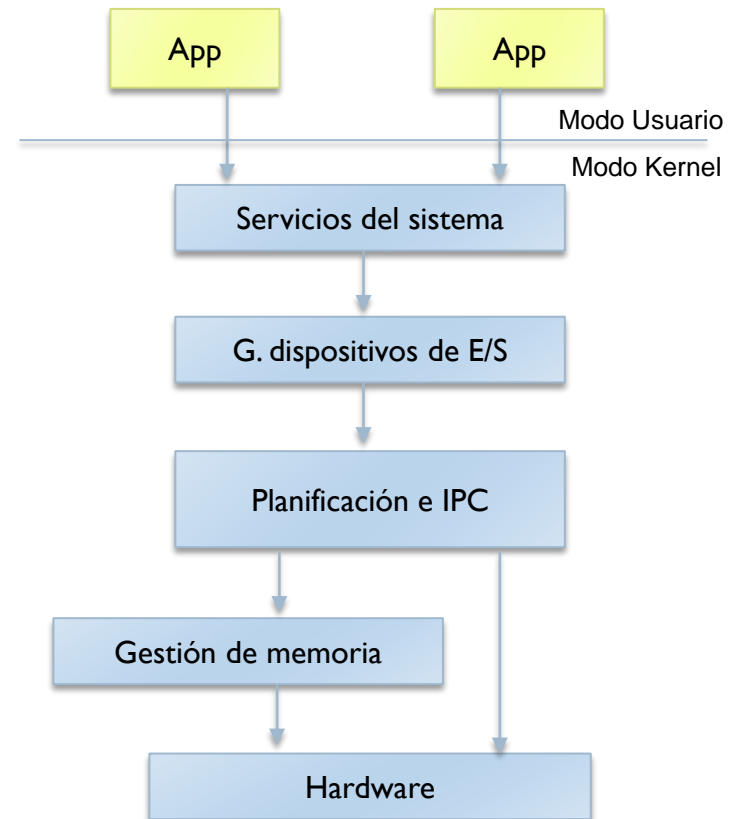 App
App
Modo Usuario
Modo Kernel
Servicios del sistema
G. dispositivos de E/S
Planificación e IPC
Gestión de memoria
Hardware